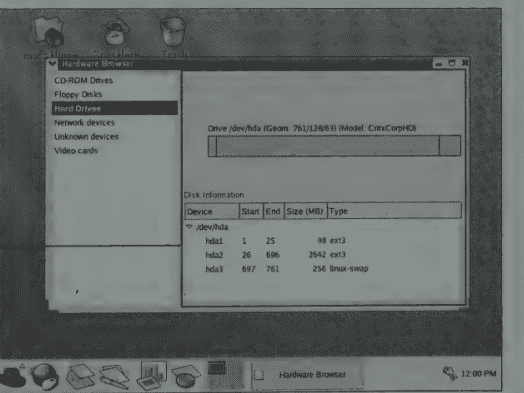 Trash
Hardware Browser
CD-ROM Drives
Floppy Disks
Hard Drives
Network devices
Unknown devices
Video cards
Drive /dev/hda (Geom: 761/128/63) (Model: CntxCorpHD)
Disk Information
Device Start End Size (MB) Type
/dev/hda
hda1 1 25 98 ext3
hda2 26 696 2642 ext3
hda3 697 761 256 linux-swap
Hardware Browser 12:00 PM